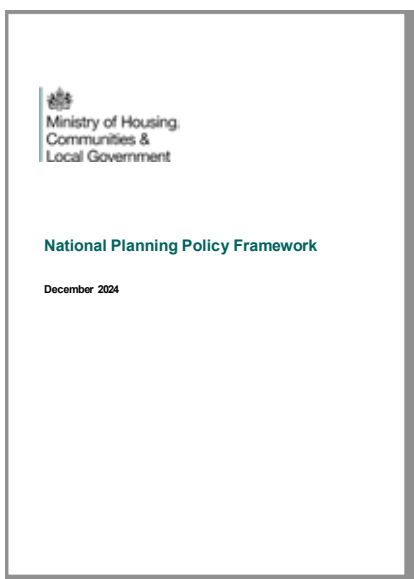 Ministry of Housing,
Communities &
Local Government
National Planning Policy Framework
December 2024